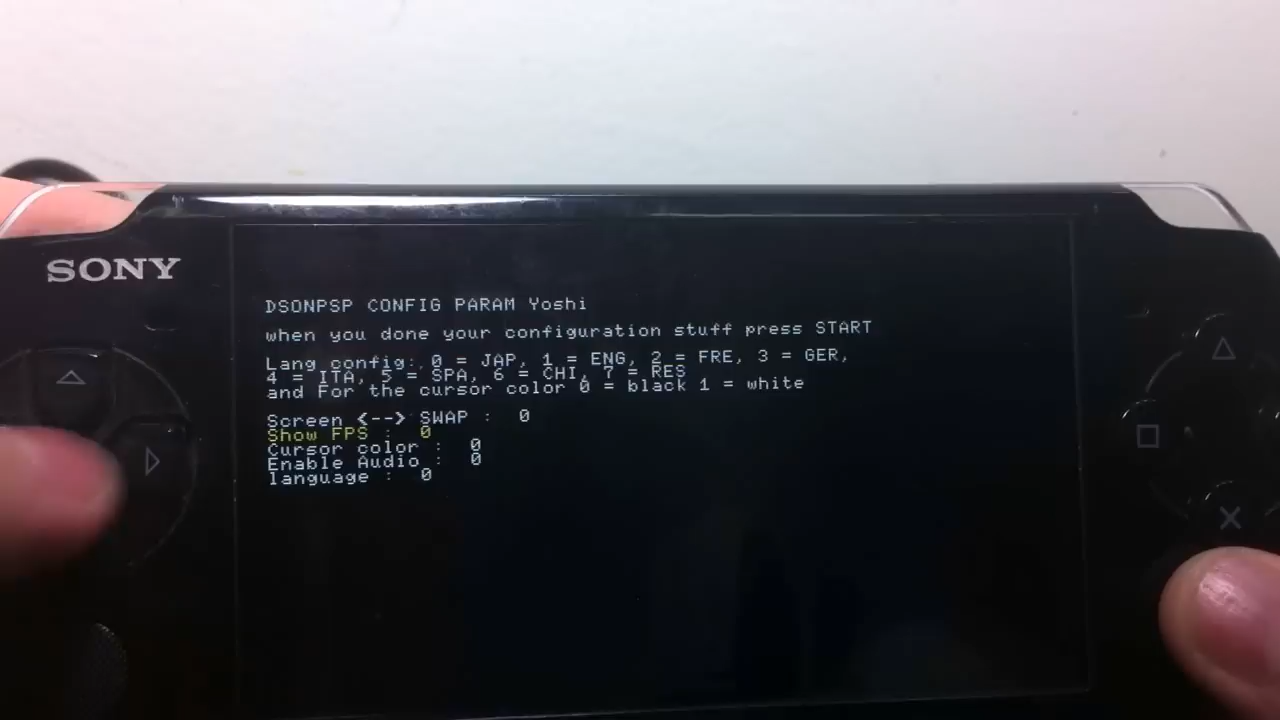 SONY
DSONPSP CONFIG PARAM Yoshi
when you done your configuration stuff press START
Lang config: 0 = JAP, 1 = ENG, 2 = FRE, 3 = GER,
4 = ITA, 5 = SPA, 6 = CHI, 7 = RES
and For the cursor color 0 = black 1 = white
Screen <--> SWAP : 0
Show FPS : 0
Cursor color : 0
Enable Audio : 0
language : 0